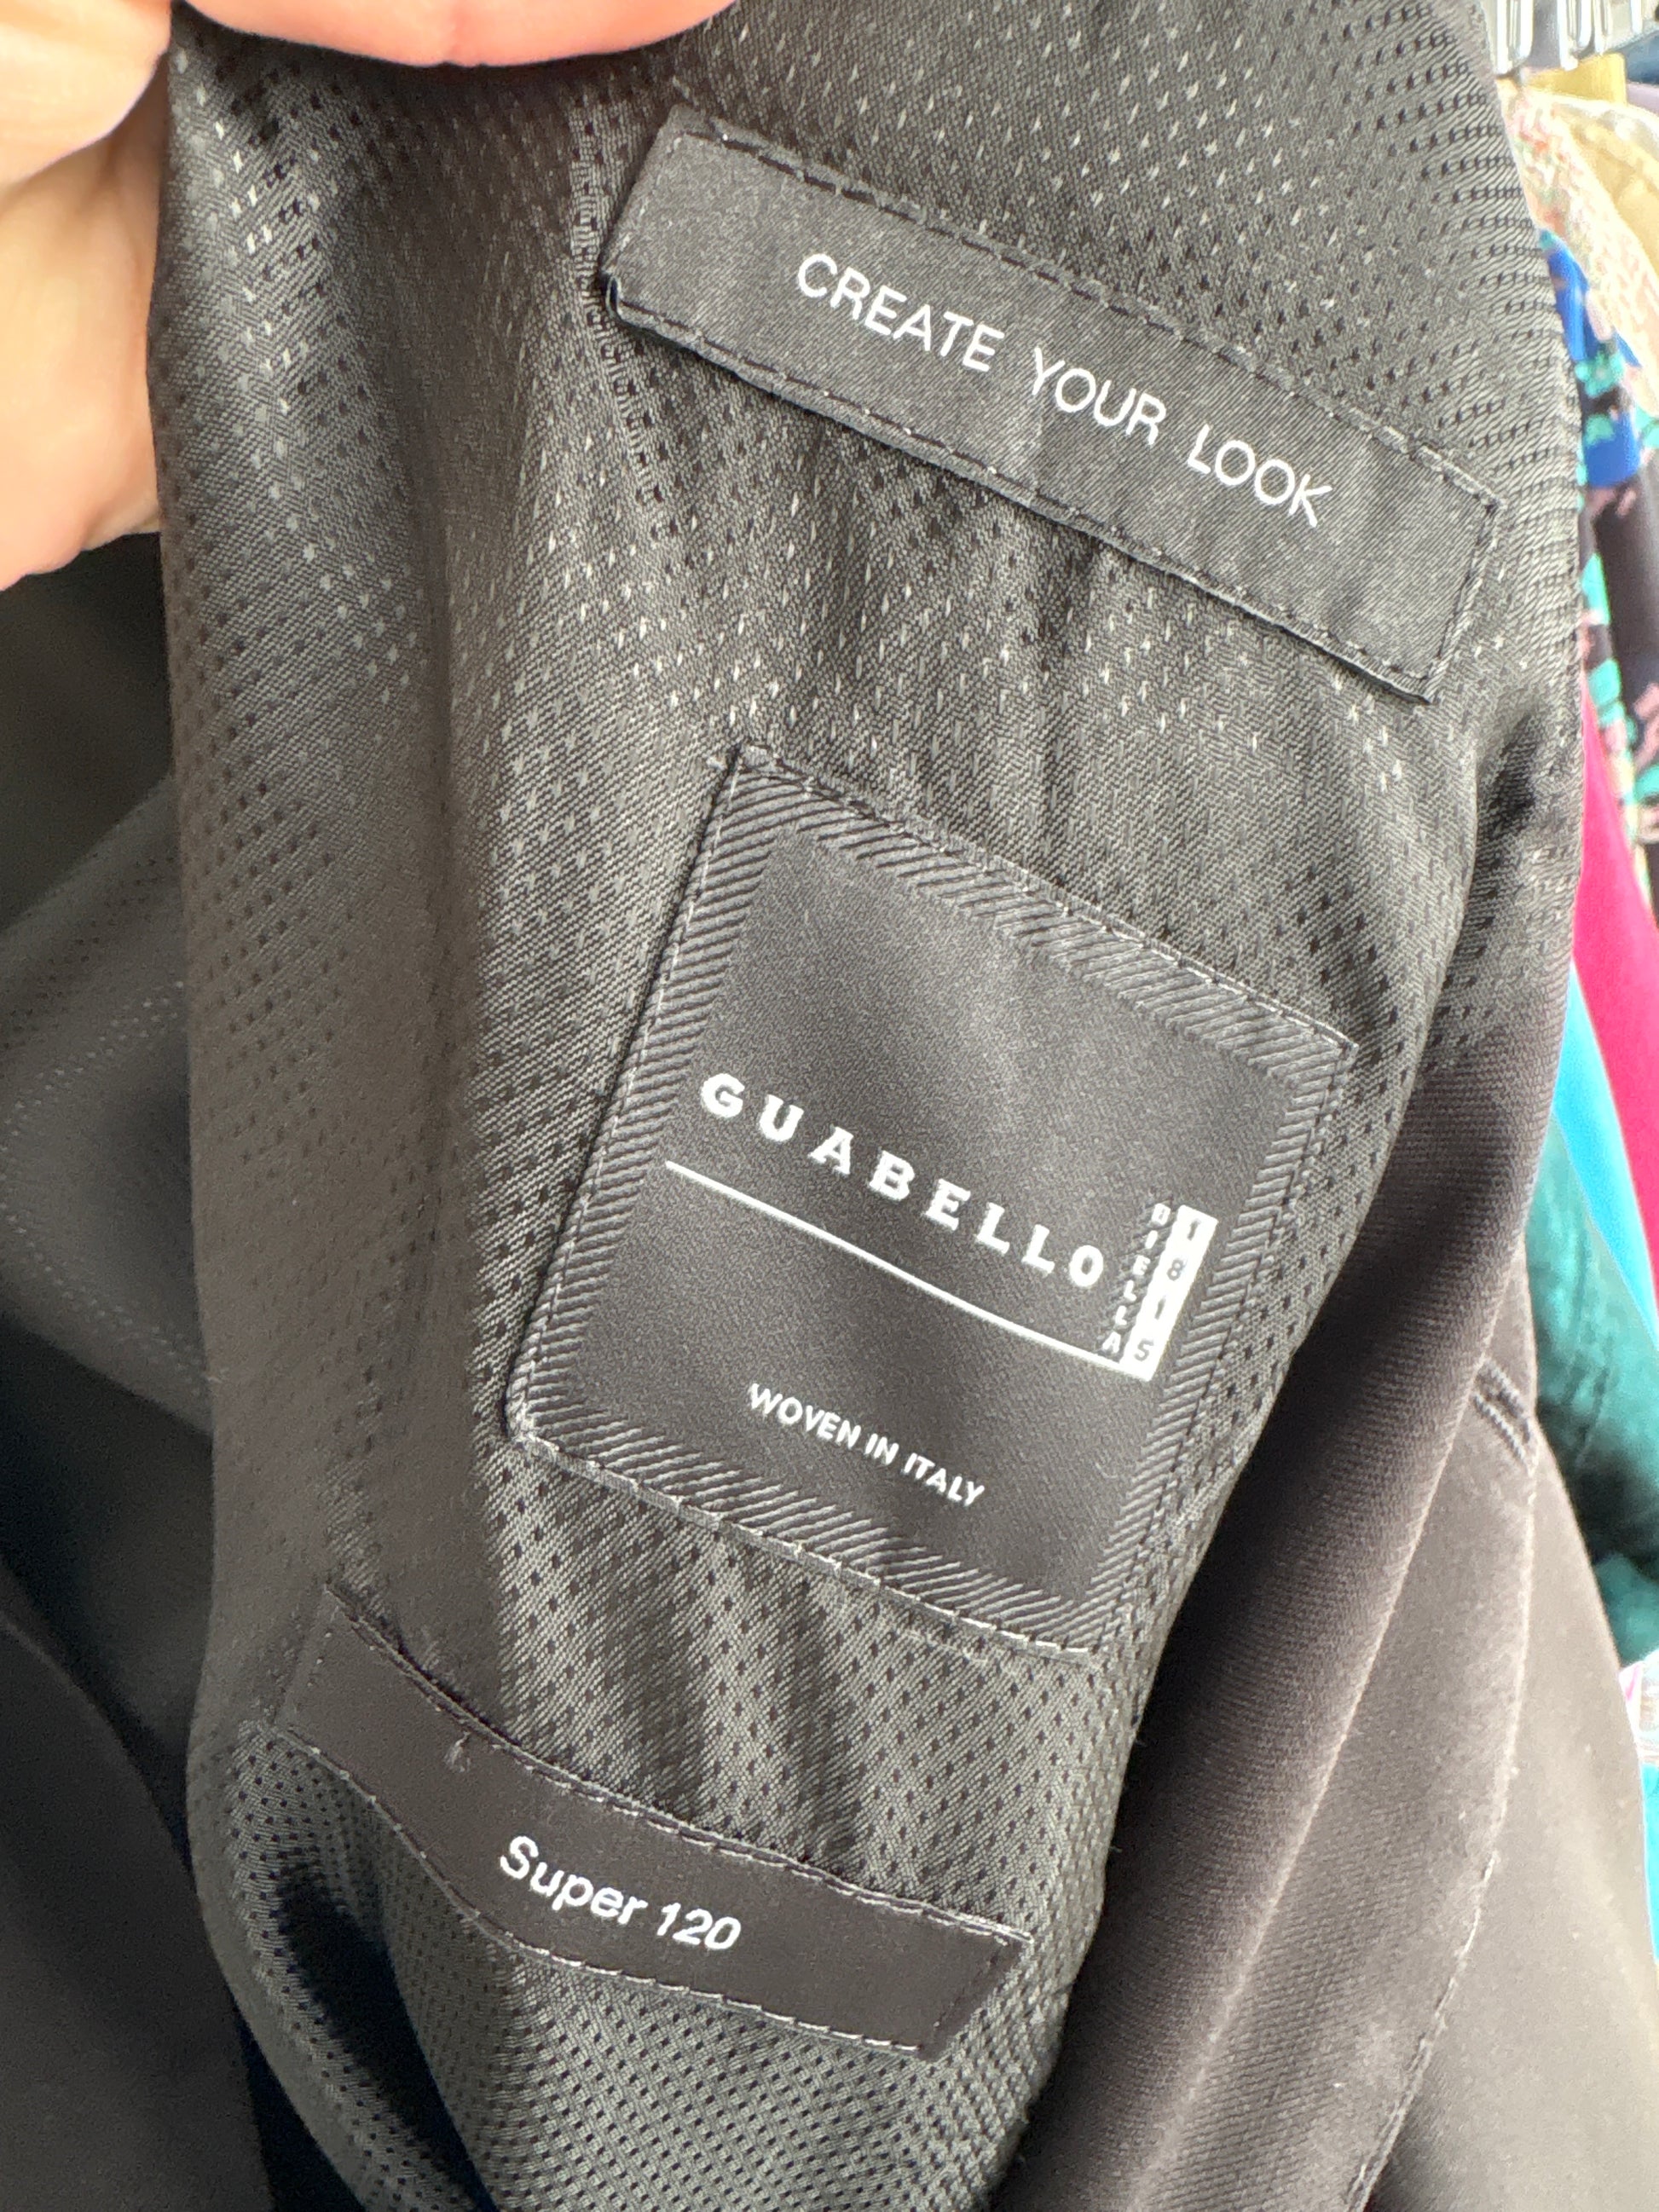 CREATE YOUR LOOK
GUABELLO
BIELLA
1815
WOVEN IN ITALY
Super 120